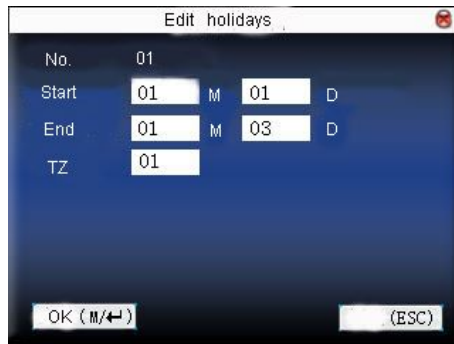 Edit holidays
No. 01
Start 01 M 01 D
End 01 M 03 D
TZ 01
OK (M/↵) (ESC)